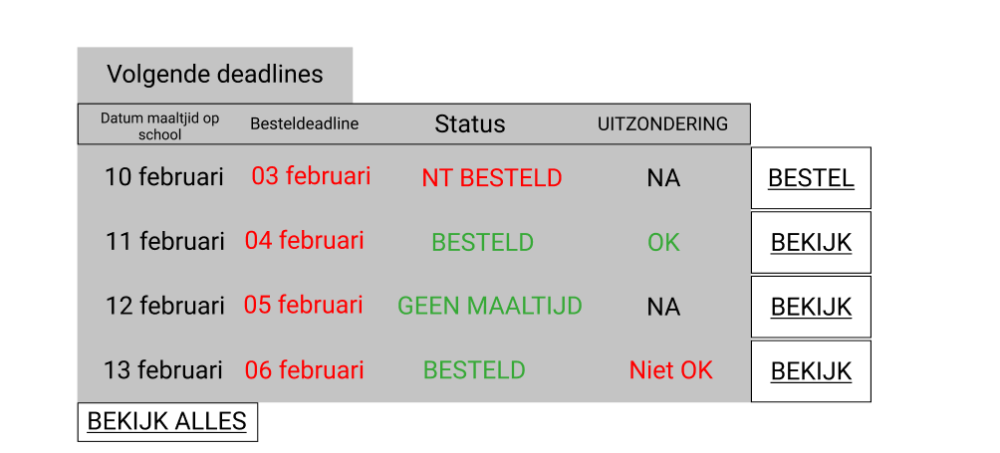 Volgende deadlines
Datum maaltjid op
school
Besteldeadline
Status
UITZONDERING
10 februari 03 februari NT BESTELD NA BESTEL
11 februari 04 februari BESTELD OK BEKIJK
12 februari 05 februari GEEN MAALTIJD NA BEKIJK
13 februari 06 februari BESTELD Niet OK BEKIJK
BEKIJK ALLES